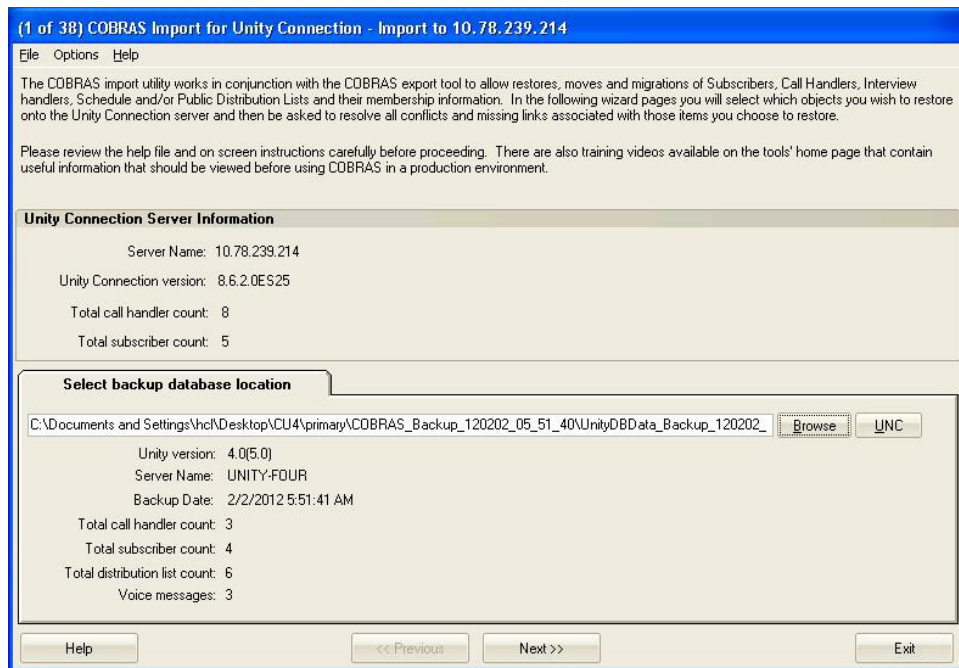 (1 of 38) COBRAS Import for Unity Connection - Import to 10.78.239.214
File Options Help
The COBRAS import utility works in conjunction with the COBRAS export tool to allow restores, moves and migrations of Subscribers, Call Handlers, Interview
handlers, Schedule and/or Public Distribution Lists and their membership information. In the following wizard pages you will select which objects you wish to restore
onto the Unity Connection server and then be asked to resolve all conflicts and missing links associated with those items you choose to restore.
Please review the help file and on screen instructions carefully before proceeding. There are also training videos available on the tools' home page that contain
useful information that should be viewed before using COBRAS in a production environment.
Unity Connection Server Information
Server Name: 10.78.239.214
Unity Connection version: 8.6.2.0ES25
Total call handler count: 8
Total subscriber count: 5
Select backup database location
C:\Documents and Settings\hcl\Desktop\CU4\primary\COBRAS_Backup_120202_05_51_40\UnityDBData_Backup_120202_ Browse UNC
Unity version: 4.0(5.0)
Server Name: UNITY-FOUR
Backup Date: 2/2/2012 5:51:41 AM
Total call handler count: 3
Total subscriber count: 4
Total distribution list count: 6
Voice messages: 3
Help << Previous Next >> Exit